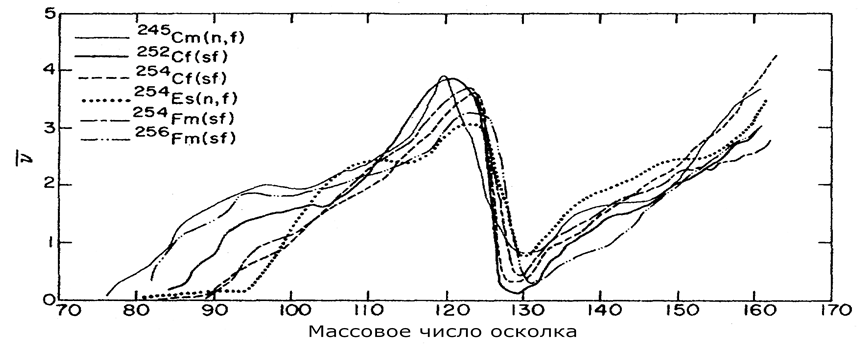 5
4
3
2
1
0
ν̅
²⁴⁵Cm(n,f)
²⁵²Cf(sf)
²⁵⁴Cf(sf)
²⁵⁴Es(n,f)
²⁵⁴Fm(sf)
²⁵⁶Fm(sf)
70 80 90 100 110 120 130 140 150 160 170
Массовое число осколка